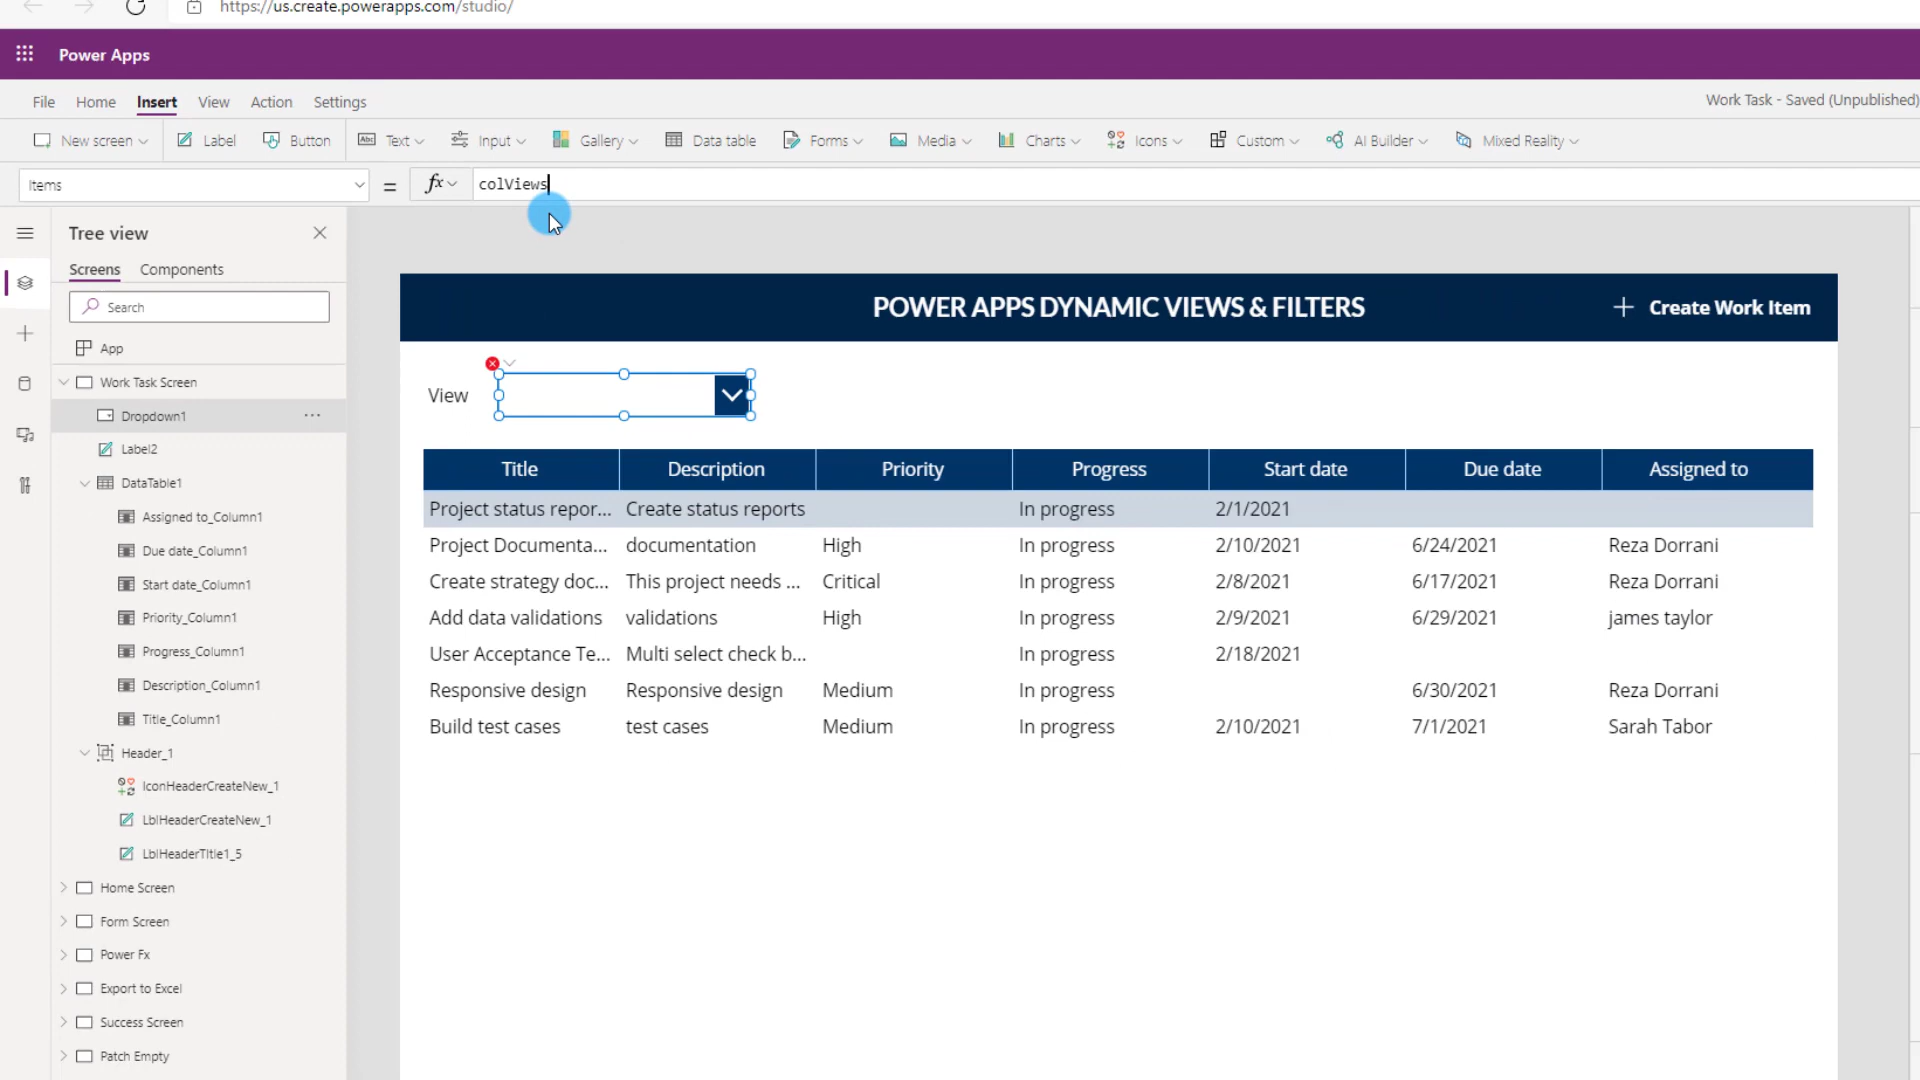 https://us.create.powerapps.com/studio/
Power Apps
File Home Insert View Action Settings
Work Task - Saved (Unpublished)
New screen Label Button Text Input Gallery Data table Forms Media Charts Icons Custom AI Builder Mixed Reality
Items = fx colViews
Tree view
Screens Components
Search
App
Work Task Screen
Dropdown1 ...
Label2
DataTable1
Assigned to_Column1
Due date_Column1
Start date_Column1
Priority_Column1
Progress_Column1
Description_Column1
Title_Column1
Header_1
IconHeaderCreateNew_1
LblHeaderCreateNew_1
LblHeaderTItle1_5
Home Screen
Form Screen
Power Fx
Export to Excel
Success Screen
Patch Empty
POWER APPS DYNAMIC VIEWS & FILTERS
Create Work Item
View
Title Description Priority Progress Start date Due date Assigned to
Project status repor... Create status reports In progress 2/1/2021
Project Documenta... documentation High In progress 2/10/2021 6/24/2021 Reza Dorrani
Create strategy doc... This project needs ... Critical In progress 2/8/2021 6/17/2021 Reza Dorrani
Add data validations validations High In progress 2/9/2021 6/29/2021 james taylor
User Acceptance Te... Multi select check b... In progress 2/18/2021
Responsive design Responsive design Medium In progress 6/30/2021 Reza Dorrani
Build test cases test cases Medium In progress 2/10/2021 7/1/2021 Sarah Tabor